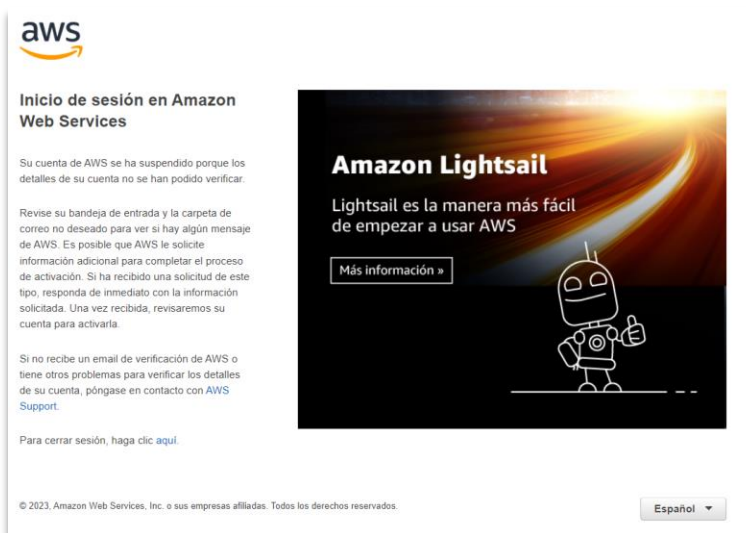 aws
Inicio de sesión en Amazon
Web Services
Su cuenta de AWS se ha suspendido porque los
detalles de su cuenta no se han podido verificar.
Revise su bandeja de entrada y la carpeta de
correo no deseado para ver si hay algún mensaje
de AWS. Es posible que AWS le solicite
información adicional para completar el proceso
de activación. Si ha recibido una solicitud de este
tipo, responda de inmediato con la información
solicitada. Una vez recibida, revisaremos su
cuenta para activarla.
Si no recibe un email de verificación de AWS o
tiene otros problemas para verificar los detalles
de su cuenta, póngase en contacto con AWS
Support.
Para cerrar sesión, haga clic aquí.
Amazon Lightsail
Lightsail es la manera más fácil
de empezar a usar AWS
Más información »
© 2023, Amazon Web Services, Inc. o sus empresas afiliadas. Todos los derechos reservados.
Español